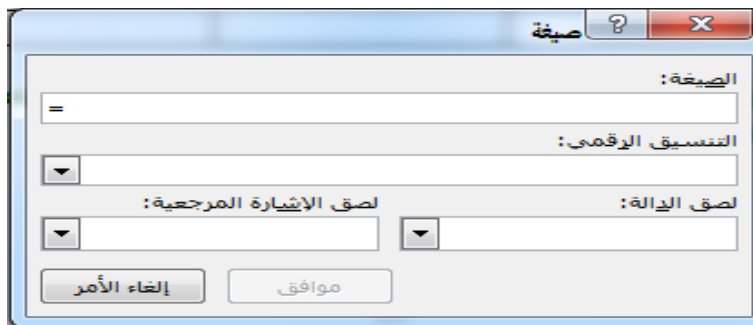 صيغة
الصيغة:
=
التنسيق الرقمي:
لصق الدالة:
لصق الإشارة المرجعية:
موافق
إلغاء الأمر